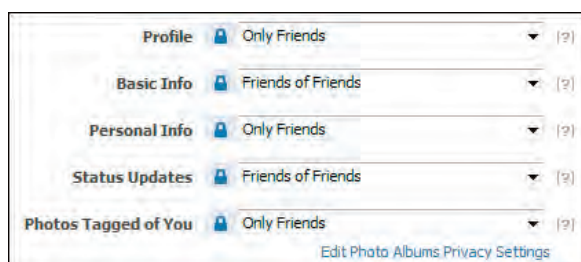 Profile Only Friends [?]
Basic Info Friends of Friends [?]
Personal Info Only Friends [?]
Status Updates Friends of Friends [?]
Photos Tagged of You Only Friends [?]
Edit Photo Albums Privacy Settings